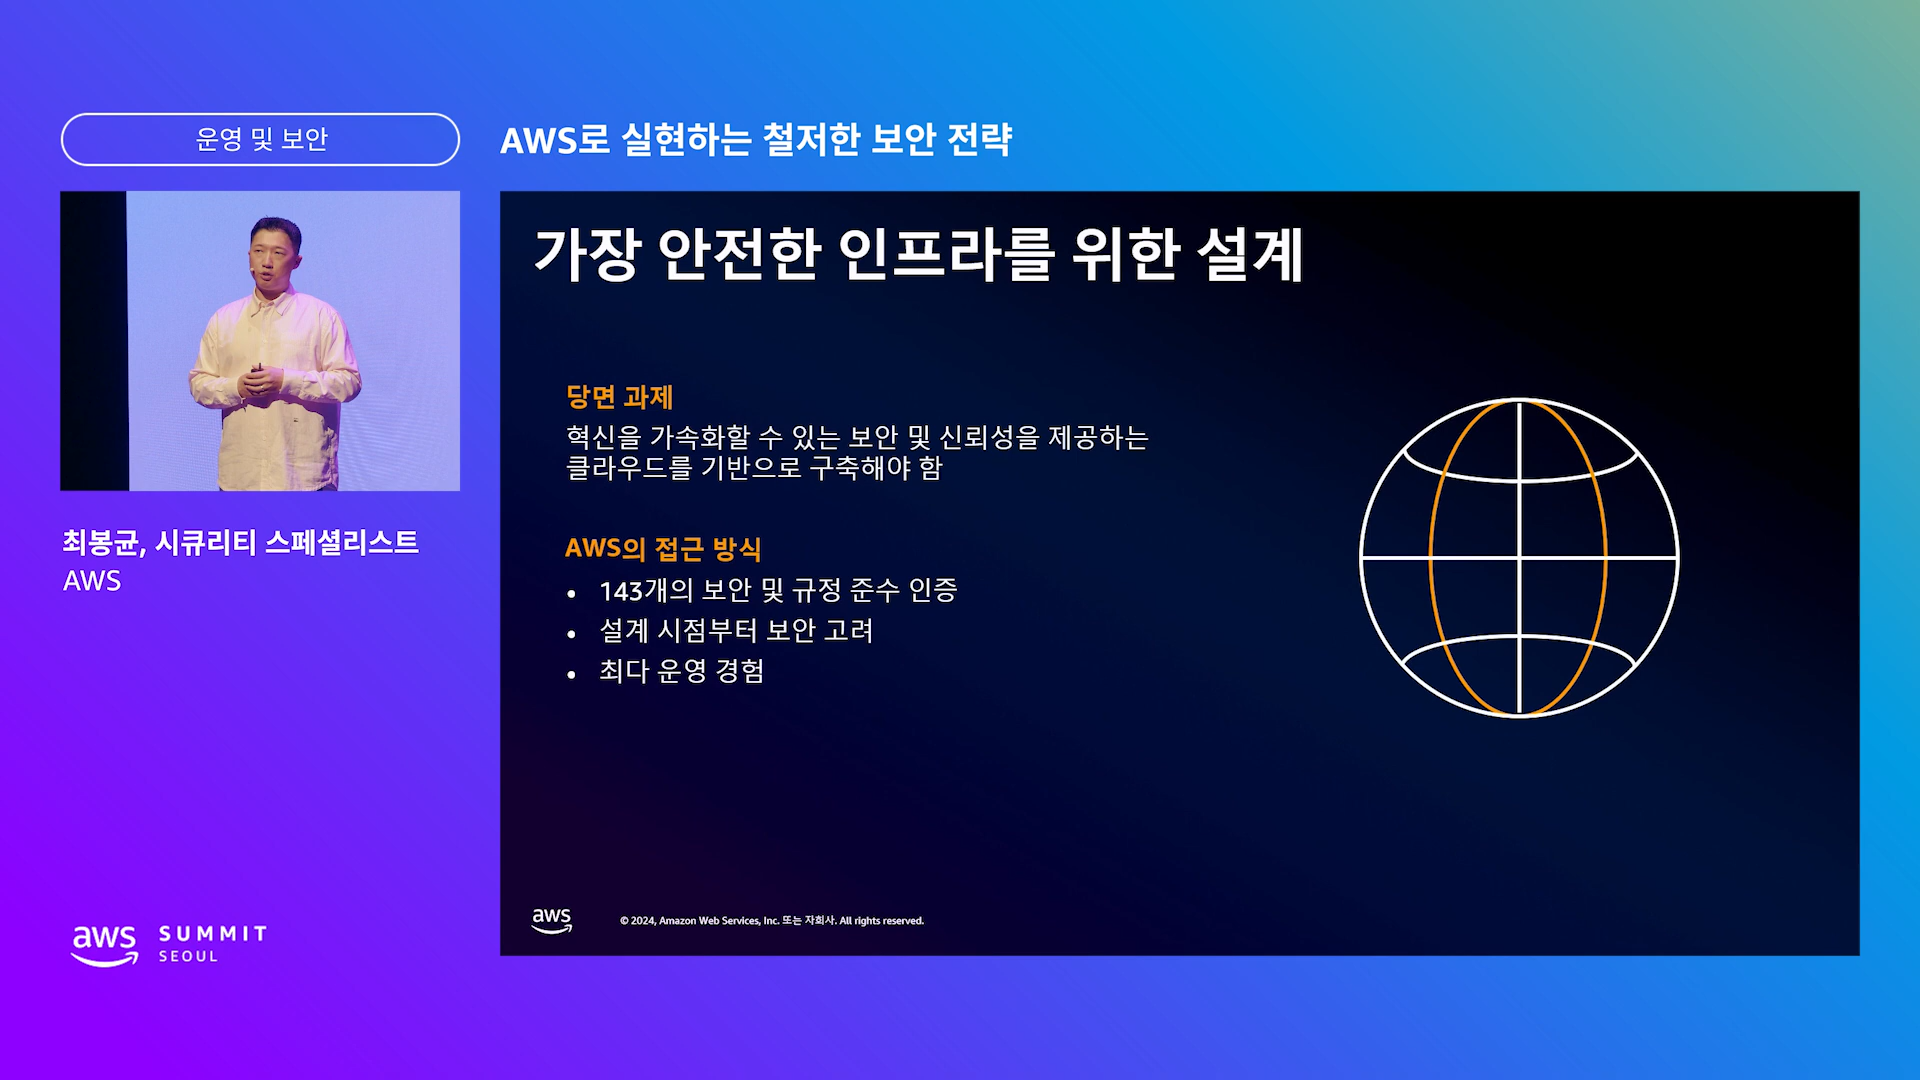 운영 및 보안
AWS로 실현하는 철저한 보안 전략
최봉균, 시큐리티 스페셜리스트
AWS
가장 안전한 인프라를 위한 설계
당면 과제
혁신을 가속화할 수 있는 보안 및 신뢰성을 제공하는
클라우드를 기반으로 구축해야 함
AWS의 접근 방식
• 143개의 보안 및 규정 준수 인증
• 설계 시점부터 보안 고려
• 최다 운영 경험
aws
© 2024, Amazon Web Services, Inc. 또는 자회사. All rights reserved.
aws SUMMIT
SEOUL